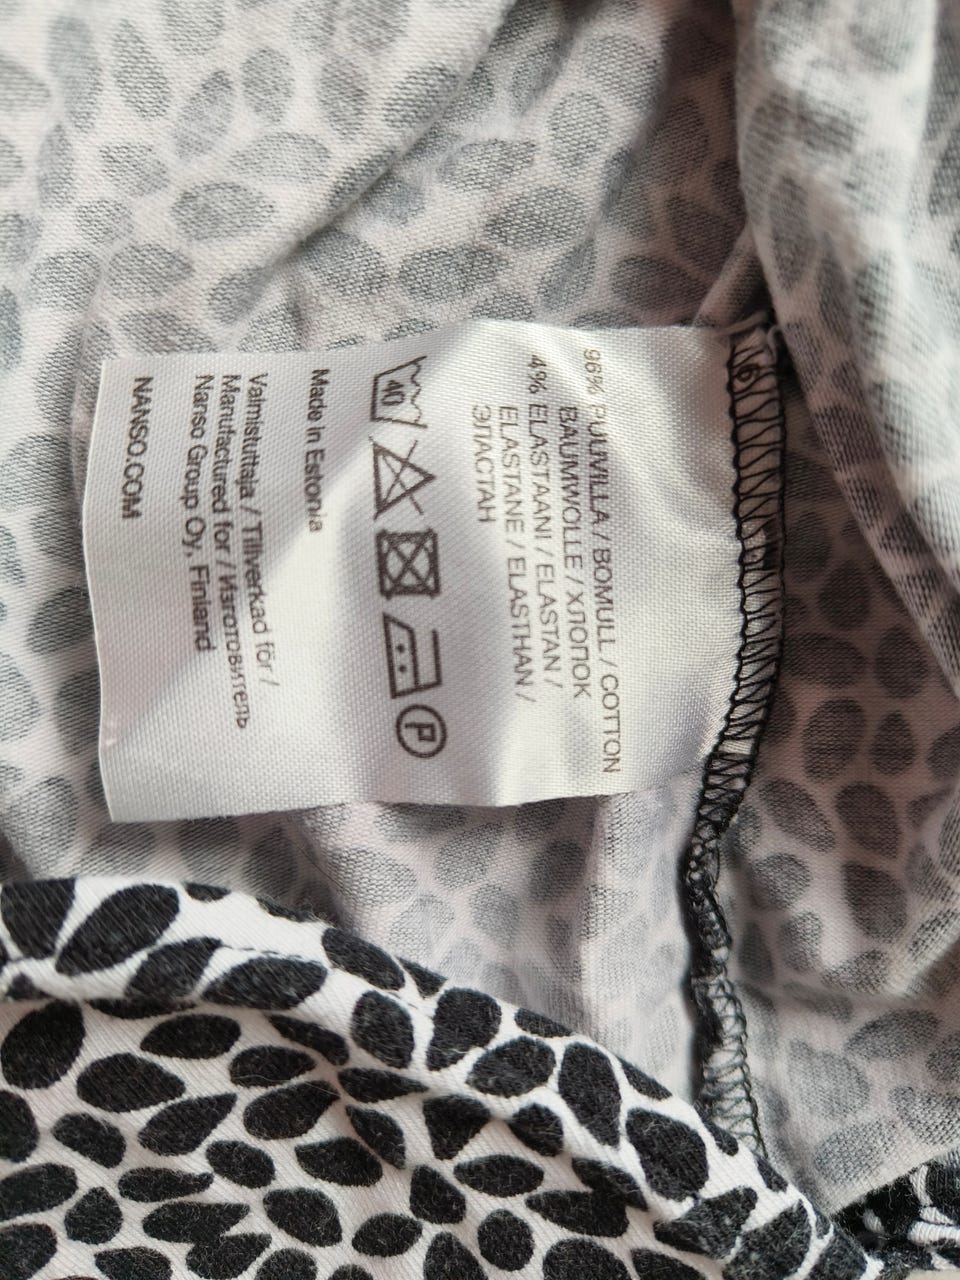 96% PUUVILLA / BOMULL / COTTON
BAUMWOLLE / ХЛОПОК
4% ELASTAANI / ELASTAN /
ELASTANE / ELASTHAN /
ЭЛАСТАН
40
P
Made in Estonia
Valmistuttaja / Tillverkad för /
Manufactured for / Изготовитель
Nanso Group Oy, Finland
NANSO.COM